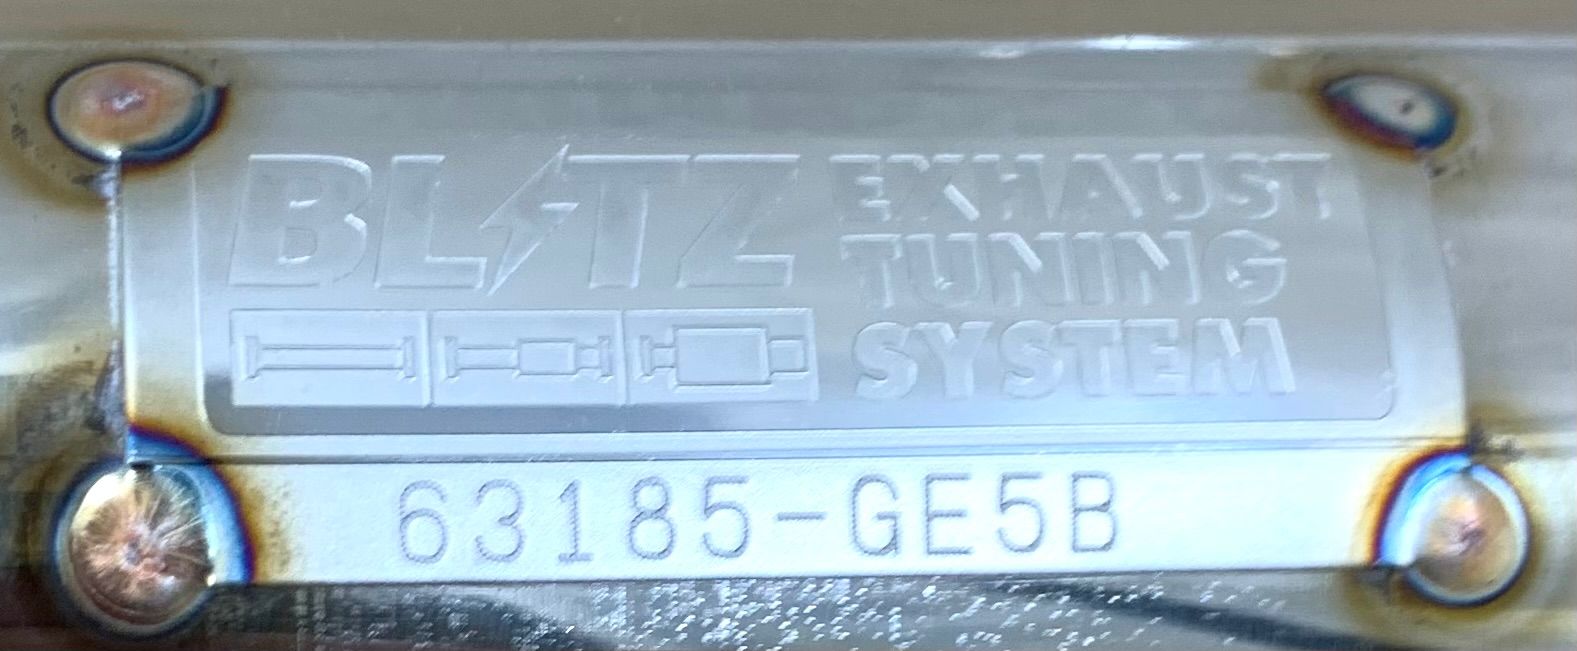 BLITZ
EXHAUST
TUNING
SYSTEM
63185-GE5B